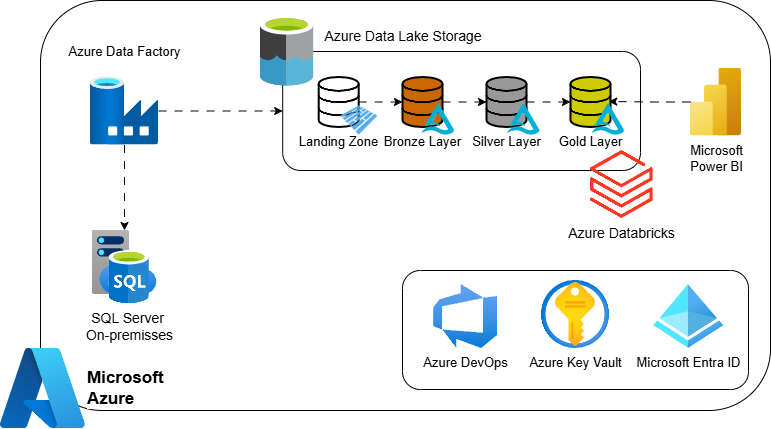 Azure Data Factory
Azure Data Lake Storage
Landing Zone
Bronze Layer
Silver Layer
Gold Layer
Microsoft
Power BI
Azure Databricks
SQL
SQL Server
On-premisses
Azure DevOps
Azure Key Vault
Microsoft Entra ID
Microsoft
Azure